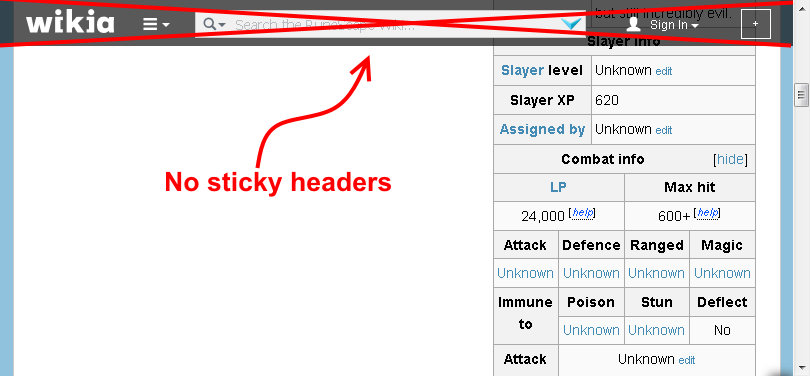 but still incredibly evil.
wikia Search the RuneScape Wiki... Sign In +
Slayer info
Slayer level Unknown edit
Slayer XP 620
Assigned by Unknown edit
Combat info [hide]
No sticky headers
LP Max hit
24,000 [help] 600+ [help]
Attack Defence Ranged Magic
Unknown Unknown Unknown Unknown
Immune to Poison Stun Deflect
Unknown Unknown No
Attack Unknown edit